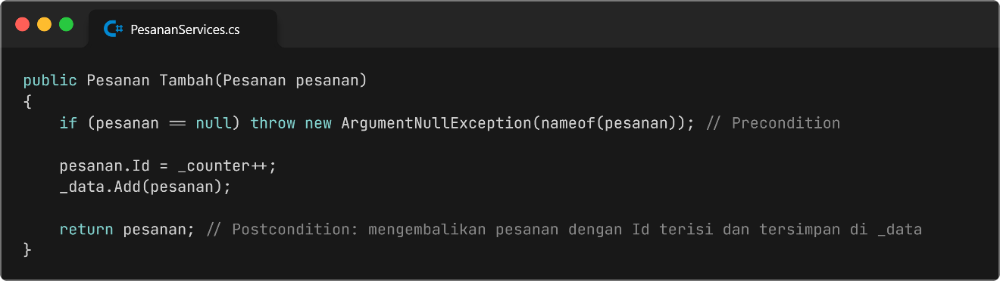 PesananServices.cs
public Pesanan Tambah(Pesanan pesanan)
{
if (pesanan == null) throw new ArgumentNullException(nameof(pesanan)); // Precondition
pesanan.Id = _counter++;
_data.Add(pesanan);
return pesanan; // Postcondition: mengembalikan pesanan dengan Id terisi dan tersimpan di _data
}